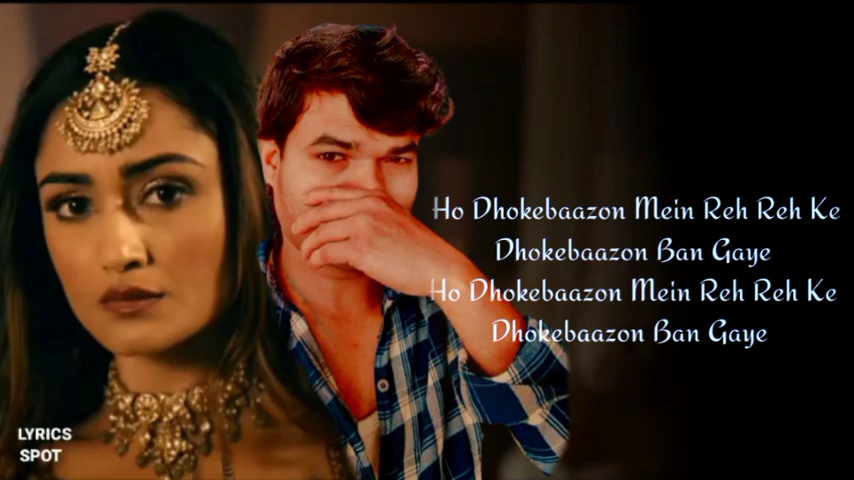 Ho Dhokebaazon Mein Reh Reh Ke
Dhokebaazon Ban Gaye
Ho Dhokebaazon Mein Reh Reh Ke
Dhokebaazon Ban Gaye
LYRICS
SPOT